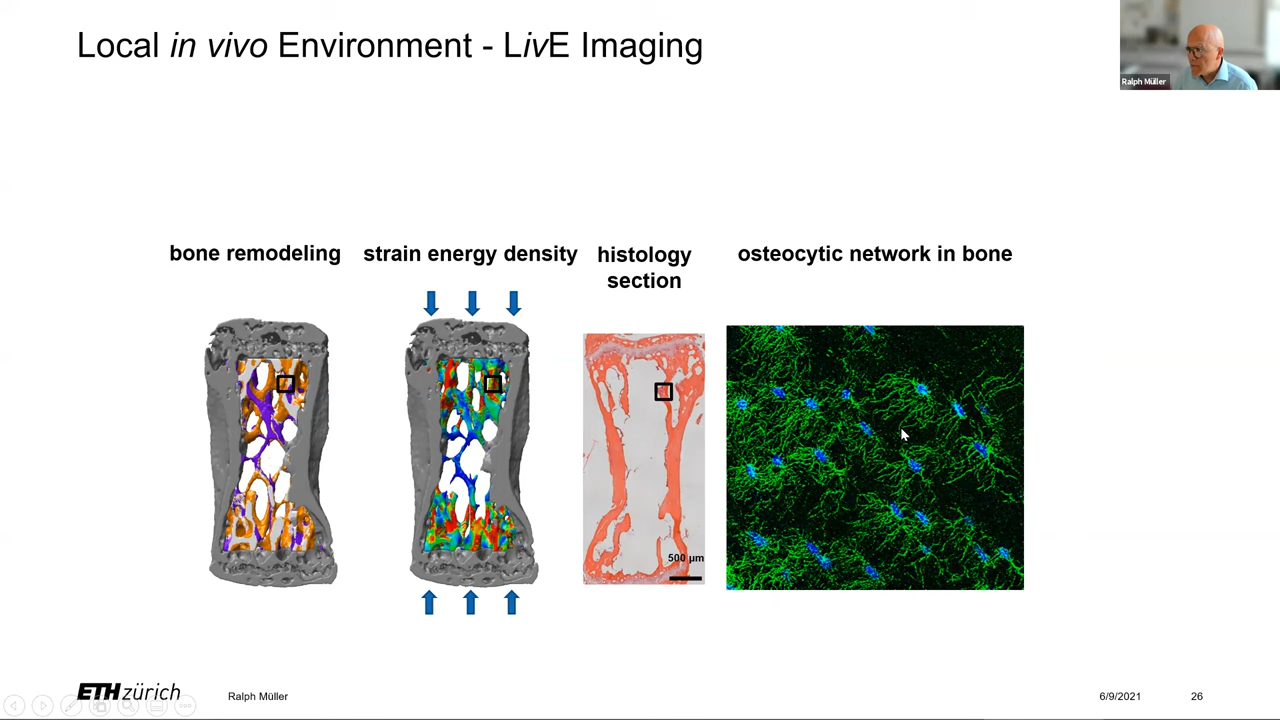 Local in vivo Environment - LivE Imaging
Ralph Müller
bone remodeling
strain energy density
histology
section
osteocytic network in bone
500 µm
ETH zürich
Ralph Müller
6/9/2021
26